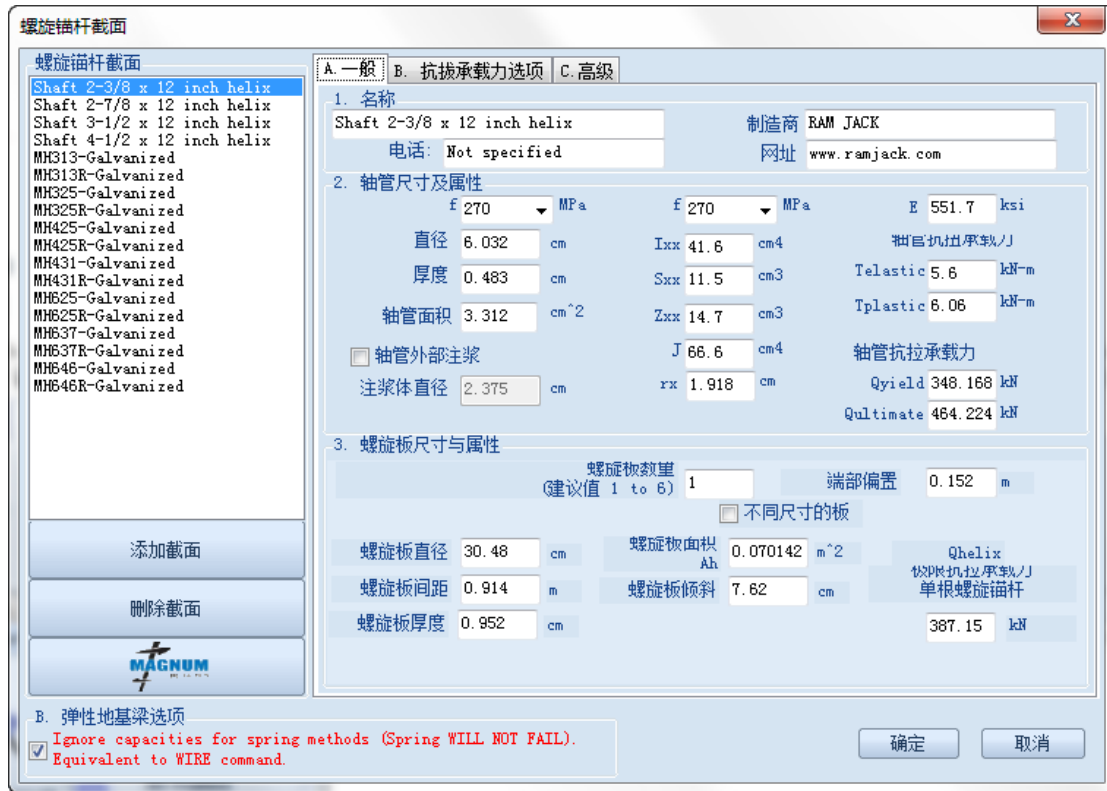 螺旋锚杆截面
螺旋锚杆截面
Shaft 2-3/8 x 12 inch helix
Shaft 2-7/8 x 12 inch helix
Shaft 3-1/2 x 12 inch helix
Shaft 4-1/2 x 12 inch helix
MH313-Galvanized
MH313R-Galvanized
MH325-Galvanized
MH325R-Galvanized
MH425-Galvanized
MH425R-Galvanized
MH431-Galvanized
MH431R-Galvanized
MH625-Galvanized
MH625R-Galvanized
MH637-Galvanized
MH637R-Galvanized
MH646-Galvanized
MH646R-Galvanized
添加截面
删除截面
MAGNUM
A.一般 B. 抗拔承载力选项 C.高级
1. 名称
Shaft 2-3/8 x 12 inch helix 制造商 RAM JACK
电话: Not specified 网址 www.ramjack.com
2. 轴管尺寸及属性
f 270 MPa f 270 MPa E 551.7 ksi
直径 6.032 cm Ixx 41.6 cm4 轴管抗扭承载力
厚度 0.483 cm Sxx 11.5 cm3 Telastic 5.6 kN-m
轴管面积 3.312 cm^2 Zxx 14.7 cm3 Tplastic 6.06 kN-m
轴管外部注浆 J 66.6 cm4 轴管抗拉承载力
注浆体直径 2.375 cm rx 1.918 cm Qyield 348.168 kN
Qultimate 464.224 kN
3. 螺旋板尺寸与属性
螺旋板数量
(建议值 1 to 6) 1 端部偏置 0.152 m
不同尺寸的板
螺旋板直径 30.48 cm 螺旋板面积 Ah 0.070142 m^2 Qhelix
极限抗拉承载力
螺旋板间距 0.914 m 螺旋板倾斜 7.62 cm 单根螺旋锚杆
螺旋板厚度 0.952 cm 387.15 kN
B. 弹性地基梁选项
Ignore capacities for spring methods (Spring WILL NOT FAIL).
Equivalent to WIRE command.
确定 取消